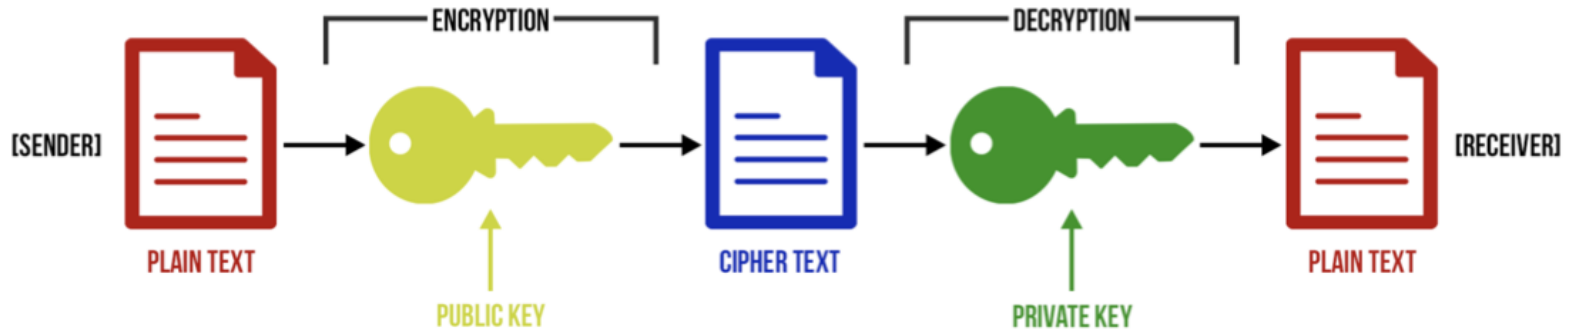 ENCRYPTION
DECRYPTION
[SENDER]
[RECEIVER]
PLAIN TEXT
CIPHER TEXT
PLAIN TEXT
PUBLIC KEY
PRIVATE KEY